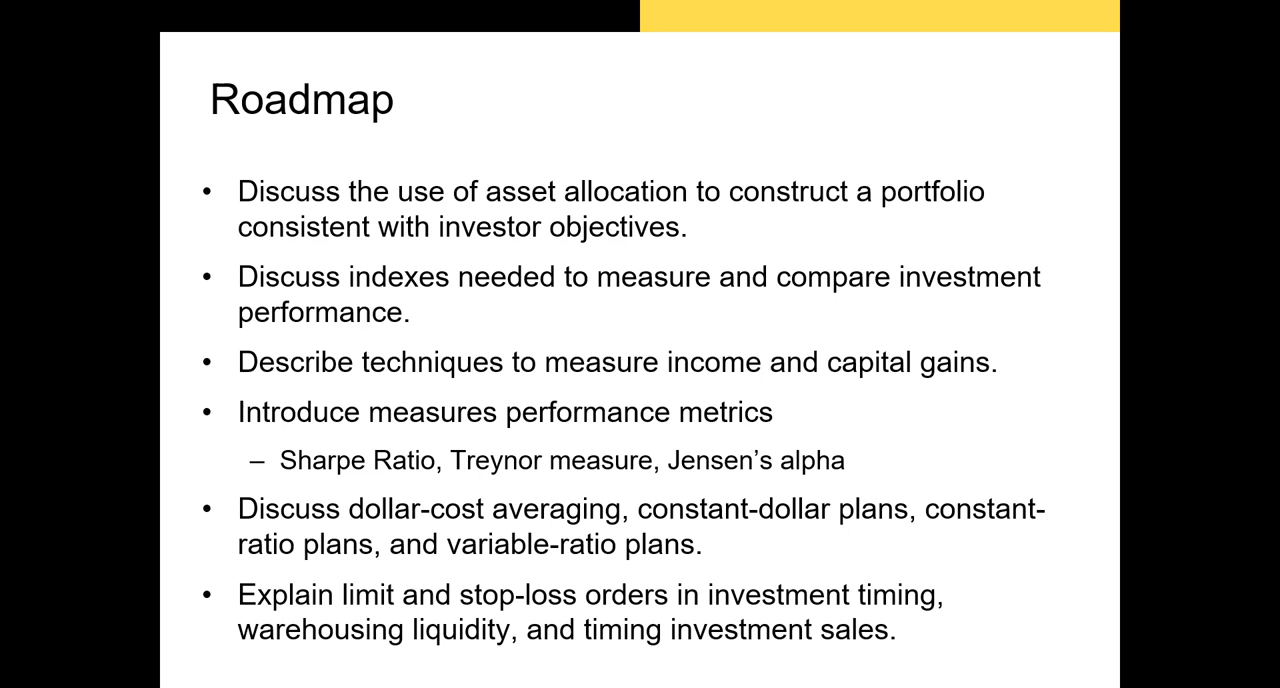 Roadmap
• Discuss the use of asset allocation to construct a portfolio
consistent with investor objectives.
• Discuss indexes needed to measure and compare investment
performance.
• Describe techniques to measure income and capital gains.
• Introduce measures performance metrics
– Sharpe Ratio, Treynor measure, Jensen’s alpha
• Discuss dollar-cost averaging, constant-dollar plans, constant-
ratio plans, and variable-ratio plans.
• Explain limit and stop-loss orders in investment timing,
warehousing liquidity, and timing investment sales.